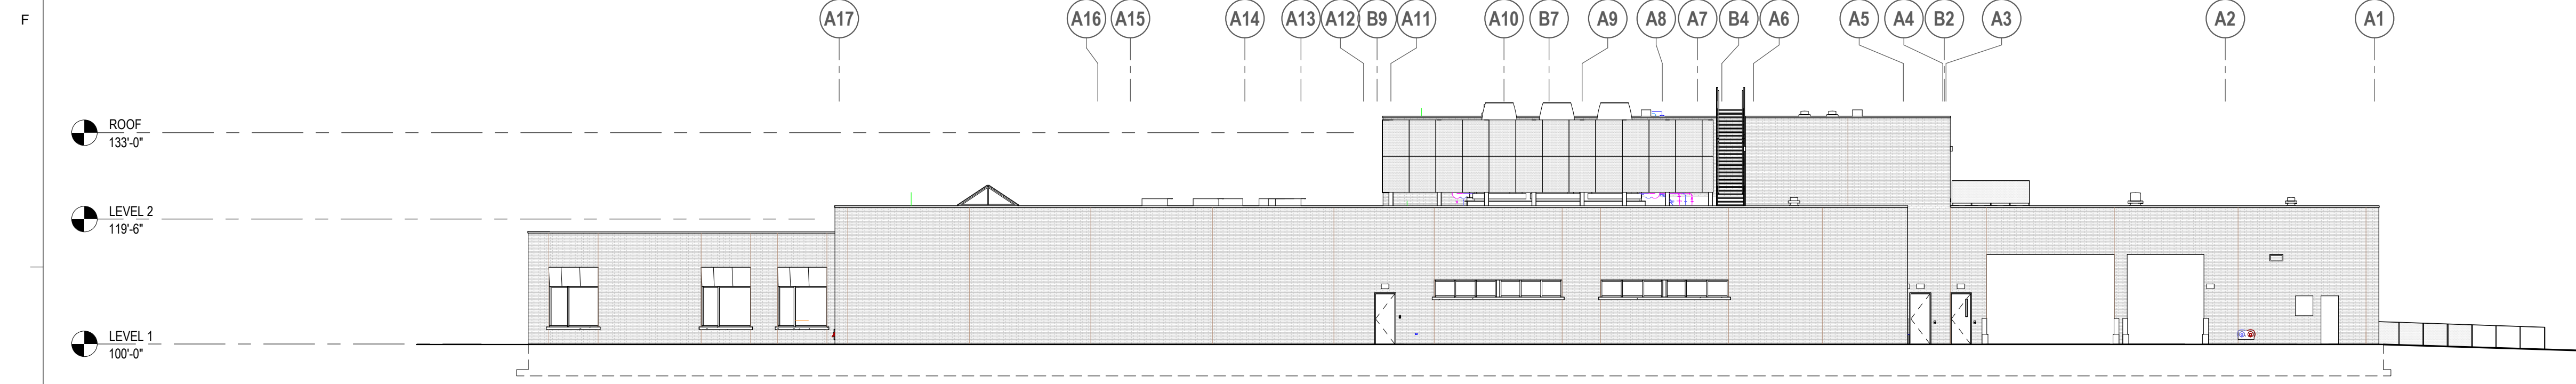 F
A17
A16
A15
A14
A13
A12
B9
A11
A10
B7
A9
A8
A7
B4
A6
A5
A4
B2
A3
A2
A1
ROOF
133'-0"
LEVEL 2
119'-6"
LEVEL 1
100'-0"